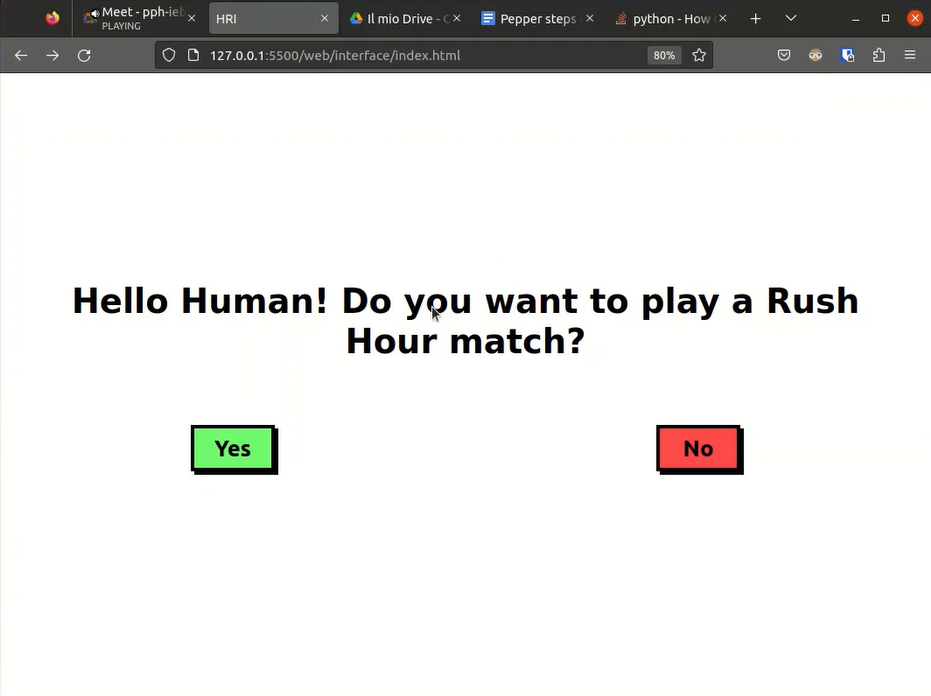 Meet - pph-ieb
PLAYING
HRI
Il mio Drive -
Pepper steps
python - How
127.0.0.1:5500/web/interface/index.html
80%
Hello Human! Do you want to play a Rush
Hour match?
Yes
No